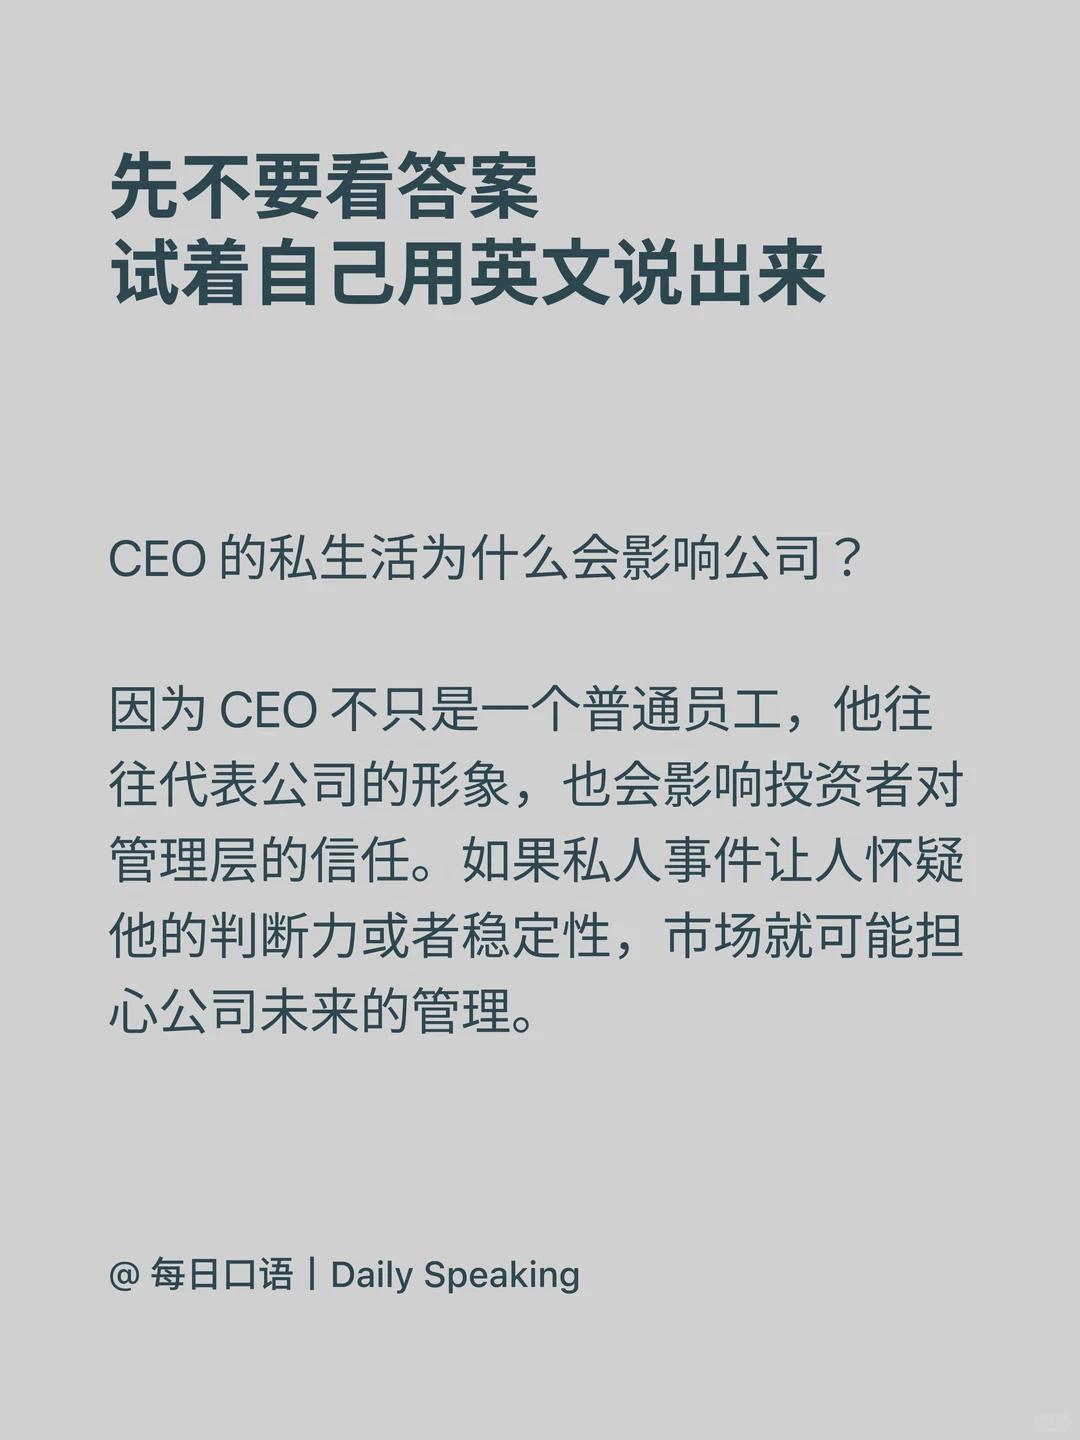 先不要看答案
试着自己用英文说出来
CEO 的私生活为什么会影响公司？
因为 CEO 不只是一个普通员工，他往
往代表公司的形象，也会影响投资者对
管理层的信任。如果私人事件让人怀疑
他的判断力或者稳定性，市场就可能担
心公司未来的管理。
@ 每日口语丨Daily Speaking